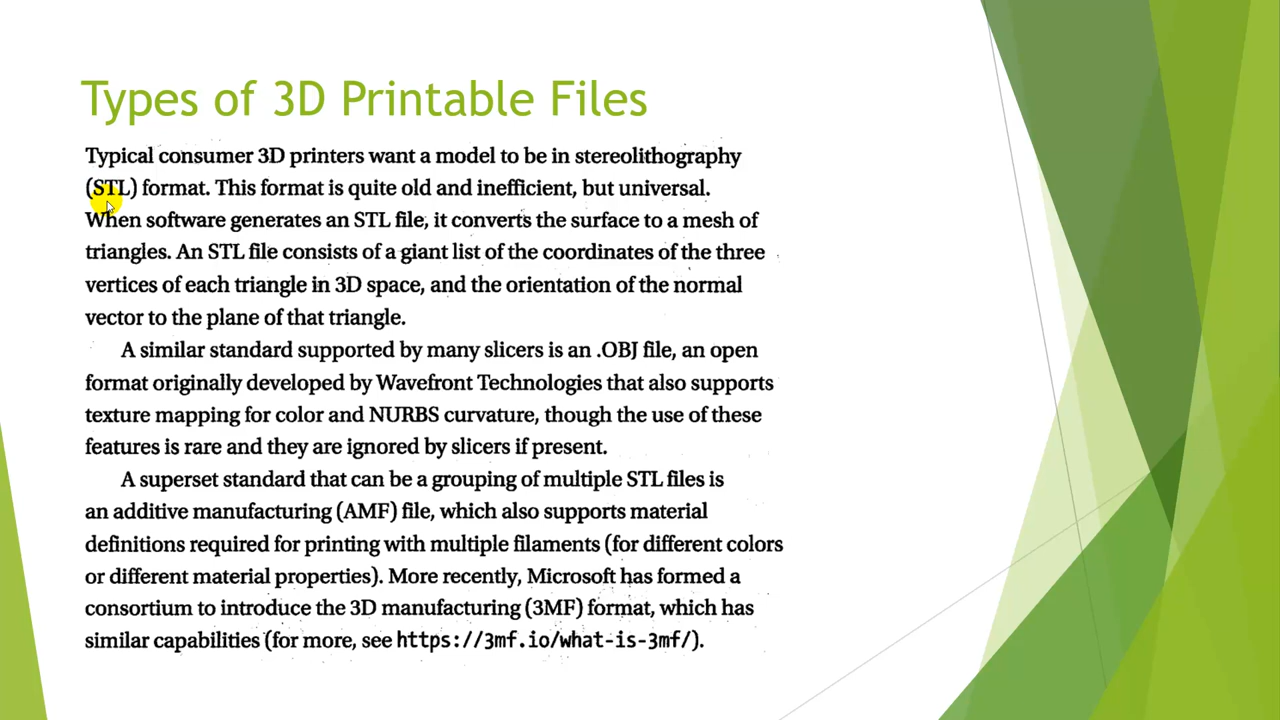 Types of 3D Printable Files
Typical consumer 3D printers want a model to be in stereolithography
(STL) format. This format is quite old and inefficient, but universal.
When software generates an STL file, it converts the surface to a mesh of
triangles. An STL file consists of a giant list of the coordinates of the three
vertices of each triangle in 3D space, and the orientation of the normal
vector to the plane of that triangle.
A similar standard supported by many slicers is an .OBJ file, an open
format originally developed by Wavefront Technologies that also supports
texture mapping for color and NURBS curvature, though the use of these
features is rare and they are ignored by slicers if present.
A superset standard that can be a grouping of multiple STL files is
an additive manufacturing (AMF) file, which also supports material
definitions required for printing with multiple filaments (for different colors
or different material properties). More recently, Microsoft has formed a
consortium to introduce the 3D manufacturing (3MF) format, which has
similar capabilities (for more, see https://3mf.io/what-is-3mf/).